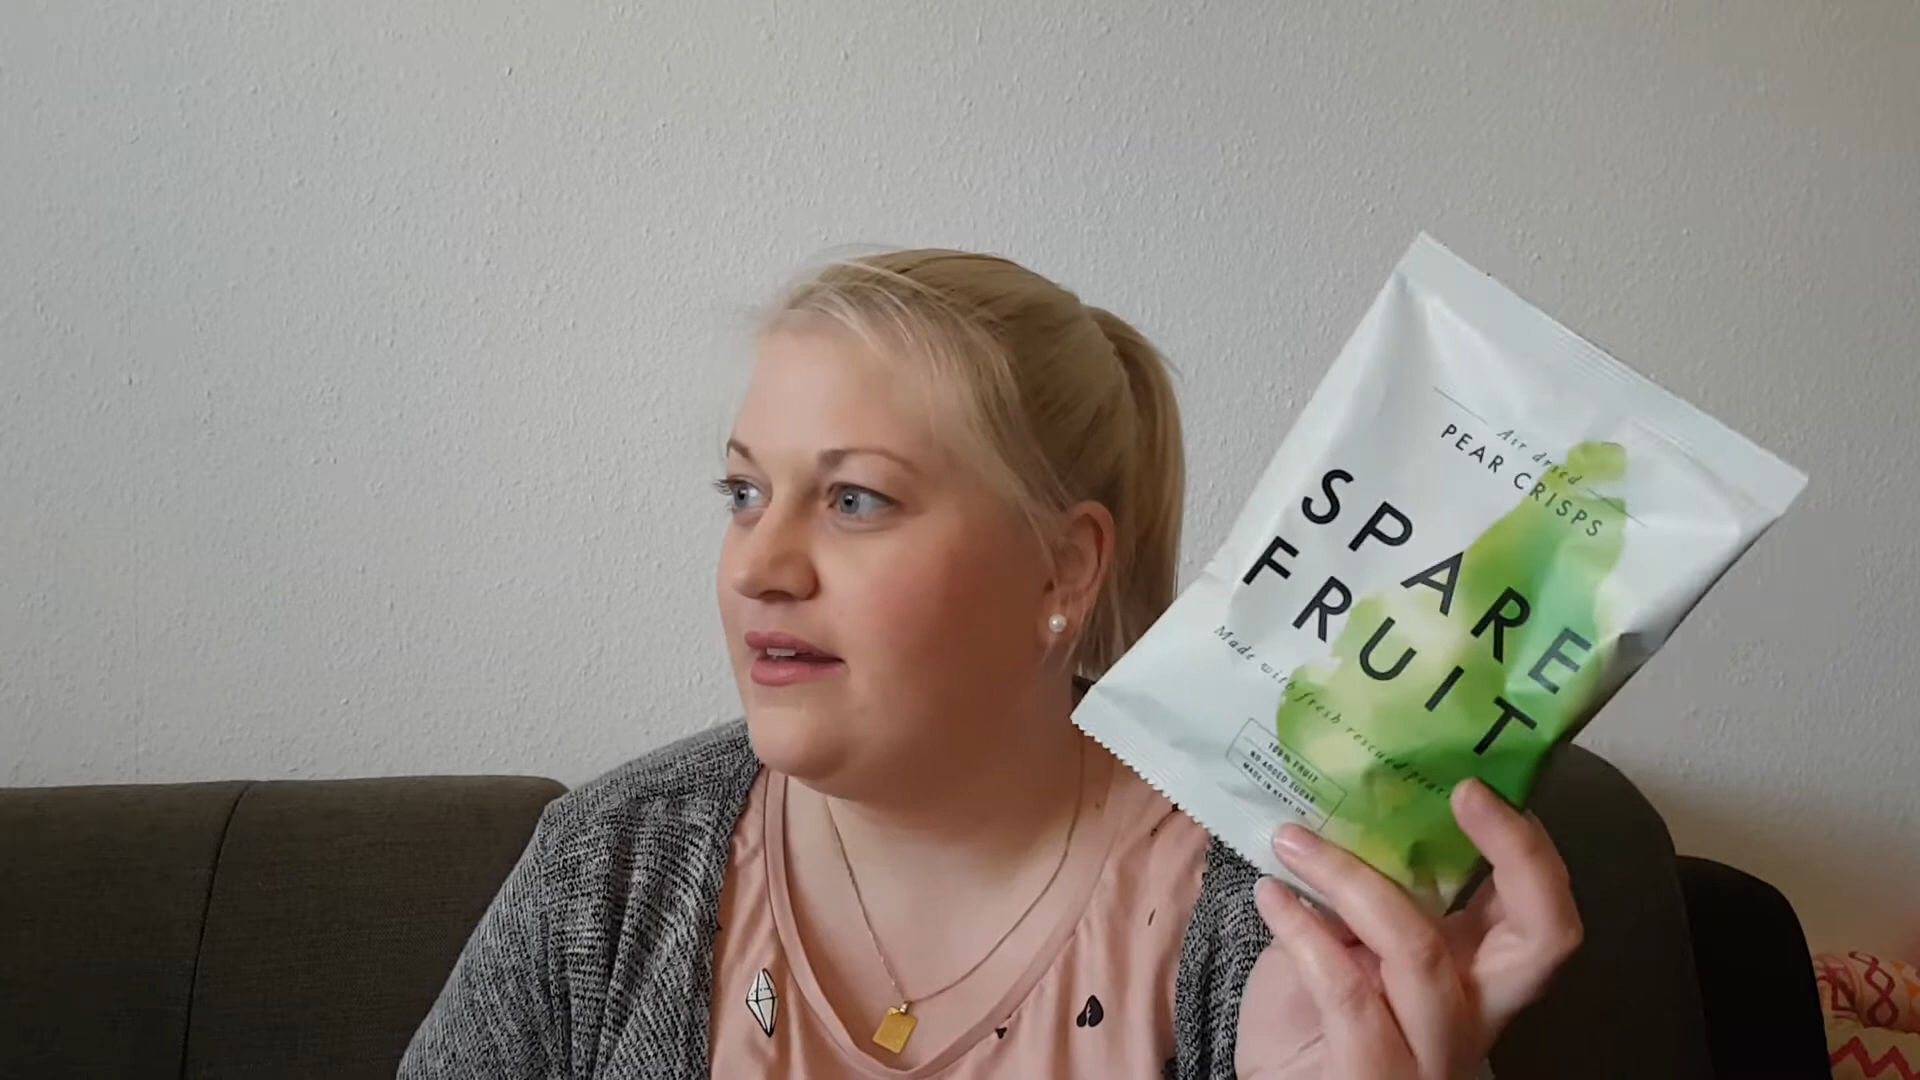 Air dried
PEAR CRISPS
SPARE
FRUIT
Made with fresh rescued pears
100% FRUIT
NO ADDED SUGAR
MADE IN KENT, UK